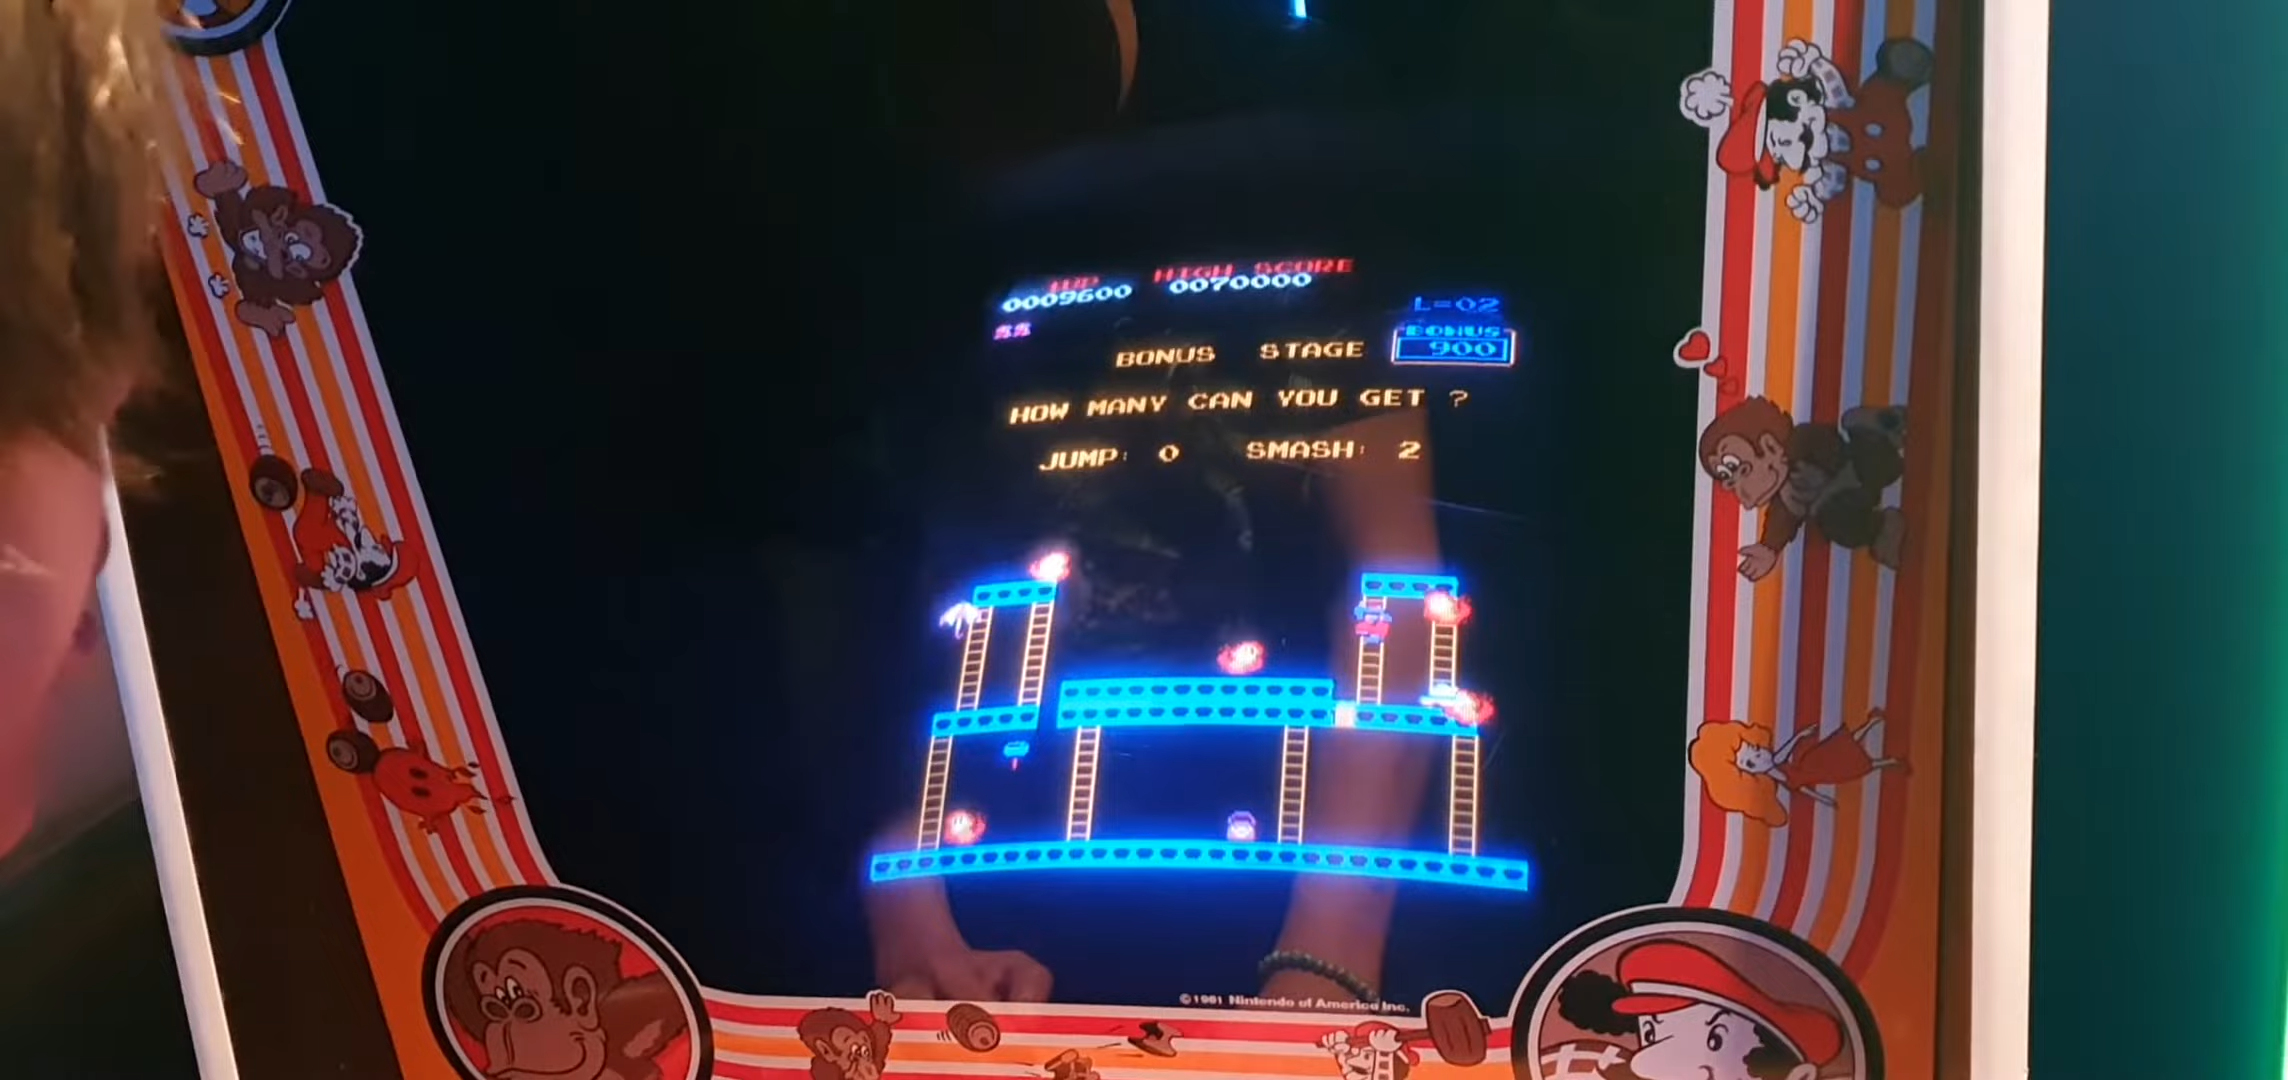 1UP HIGH SCORE
0009600 0070000
L=02
BONUS
900
BONUS STAGE
HOW MANY CAN YOU GET ?
JUMP: 0 SMASH: 2
©1981 Nintendo of America Inc.